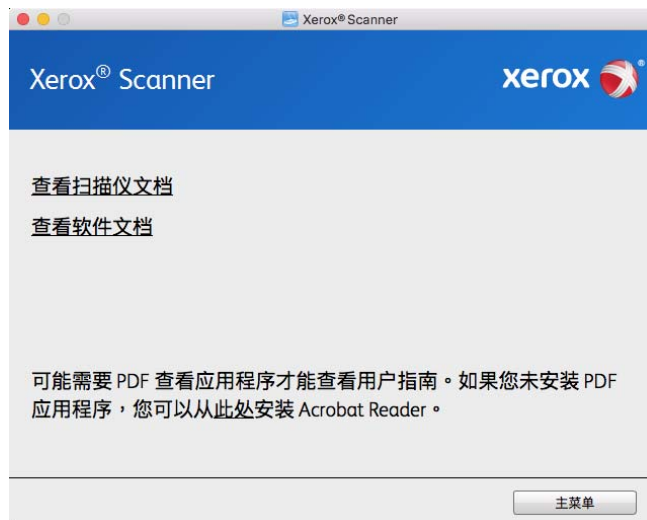 Xerox® Scanner
Xerox® Scanner
xerox
查看扫描仪文档
查看软件文档
可能需要 PDF 查看应用程序才能查看用户指南。如果您未安装 PDF
应用程序，您可以从此处安装 Acrobat Reader。
主菜单